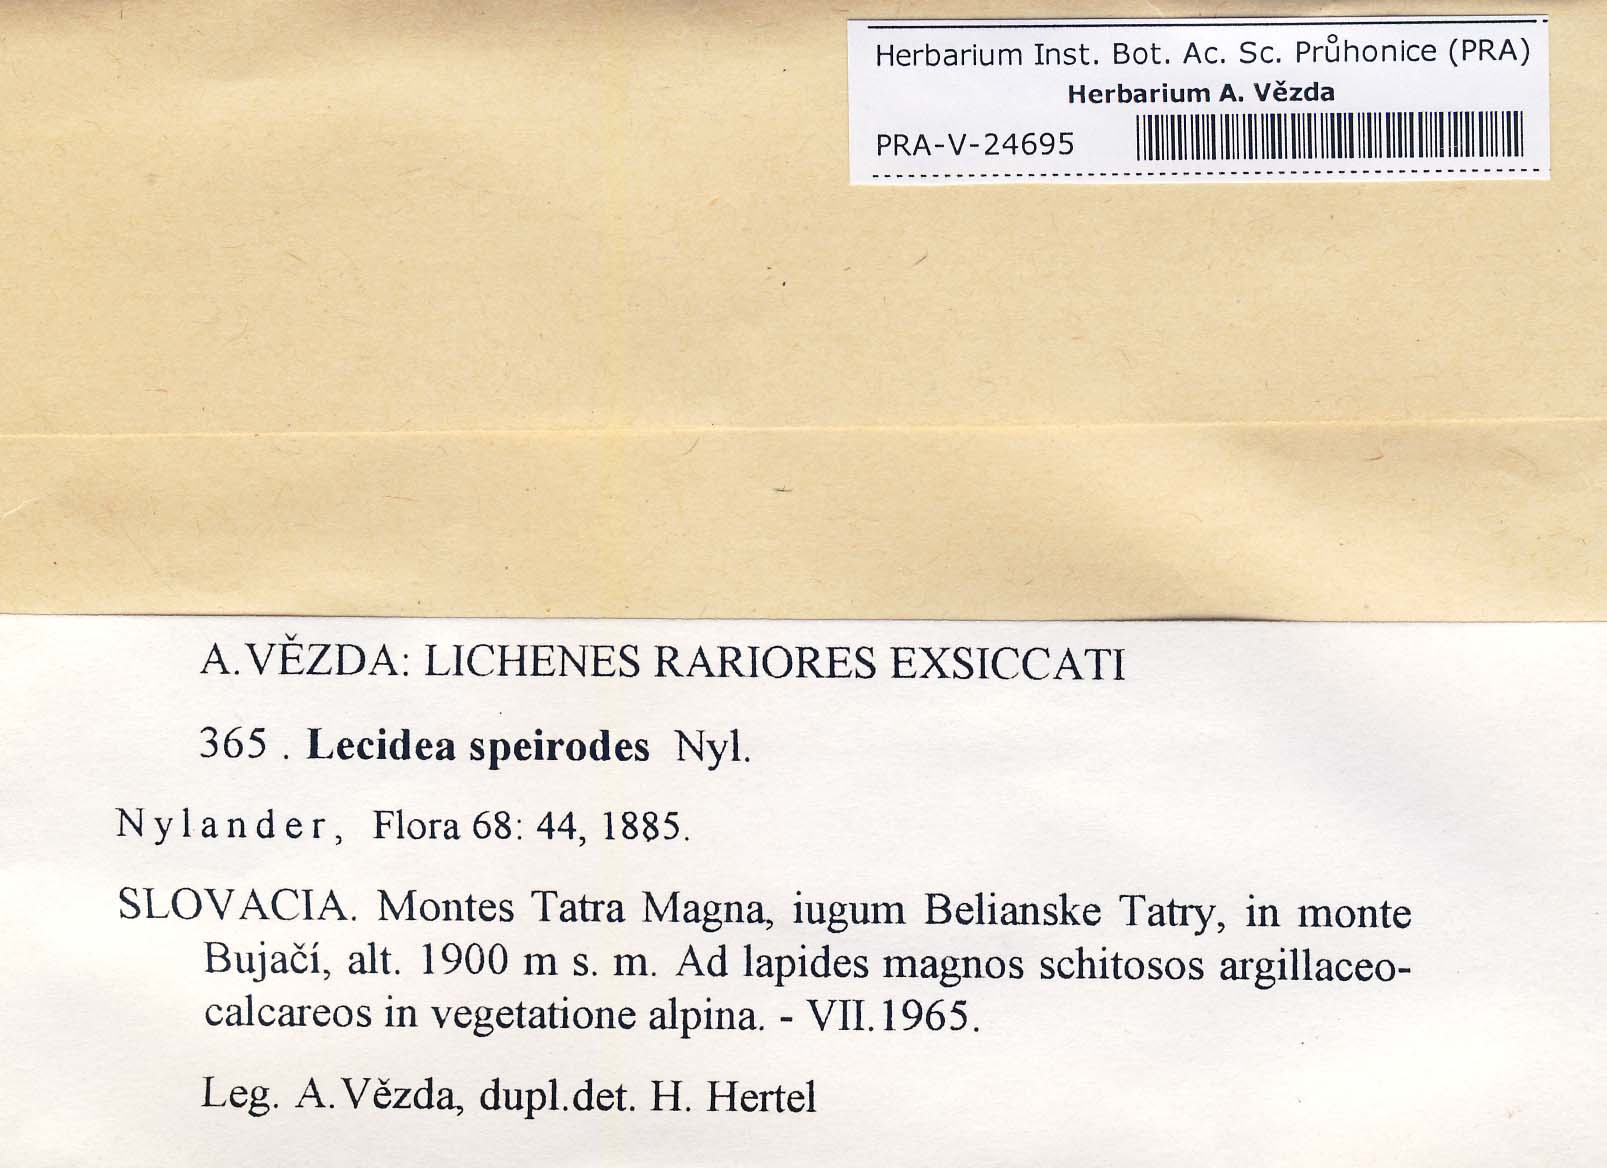 Herbarium Inst. Bot. Ac. Sc. Průhonice (PRA)
Herbarium A. Vězda
PRA-V-24695
A.VĚZDA: LICHENES RARIORES EXSICCATI
365 . Lecidea speirodes Nyl.
Nylander, Flora 68: 44, 1885.
SLOVACIA. Montes Tatra Magna, iugum Belianske Tatry, in monte
Bujačí, alt. 1900 m s. m. Ad lapides magnos schitosos argillaceo-
calcareos in vegetatione alpina. - VII.1965.
Leg. A.Vězda, dupl.det. H. Hertel